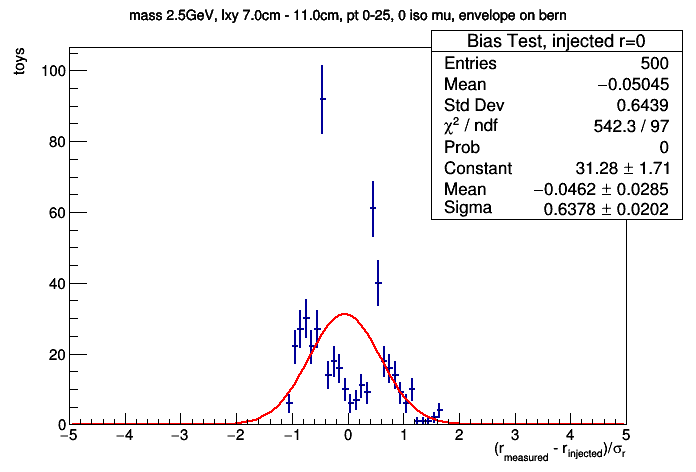 mass 2.5GeV, lxy 7.0cm - 11.0cm, pt 0-25, 0 iso mu, envelope on bern
toys
Bias Test, injected r=0
Entries 500
Mean −0.05045
Std Dev 0.6439
χ² / ndf 542.3 / 97
Prob 0
Constant 31.28 ± 1.71
Mean −0.0462 ± 0.0285
Sigma 0.6378 ± 0.0202
100
80
60
40
20
0
−5 −4 −3 −2 −1 0 1 2 3 4 5
(r_measured - r_injected)/σ_r